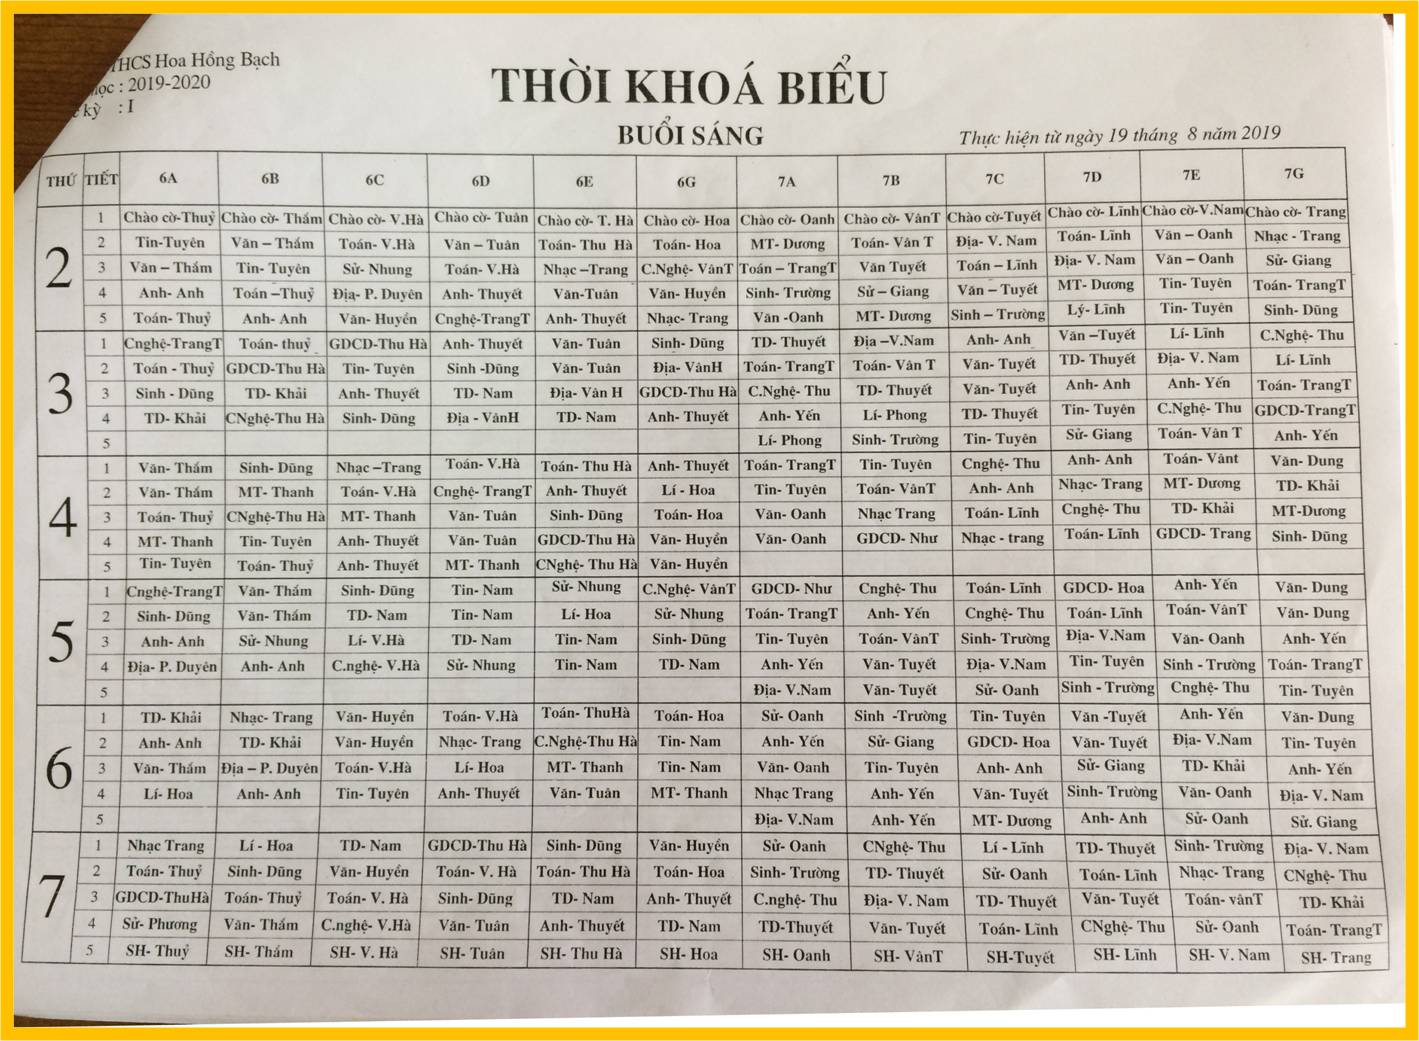 THCS Hoa Hồng Bạch
học : 2019-2020
kỳ : I
THỜI KHOÁ BIỂU
BUỔI SÁNG
Thực hiện từ ngày 19 tháng 8 năm 2019
THỨ TIẾT 6A 6B 6C 6D 6E 6G 7A 7B 7C 7D 7E 7G
2
1 Chào cờ-Thuỷ Chào cờ- Thấm Chào cờ- V.Hà Chào cờ- Tuân Chào cờ- T. Hà Chào cờ- Hoa Chào cờ- Oanh Chào cờ- VânT Chào cờ-Tuyết Chào cờ- Lĩnh Chào cờ-V.Nam Chào cờ- Trang
2 Tin-Tuyên Văn – Thấm Toán- V.Hà Văn – Tuân Toán- Thu Hà Toán- Hoa MT- Dương Toán- Vân T Địa- V. Nam Toán- Lĩnh Văn – Oanh Nhạc - Trang
3 Văn – Thấm Tin- Tuyên Sử- Nhung Toán- V.Hà Nhạc –Trang C.Nghệ- VânT Toán – TrangT Văn Tuyết Toán – Lĩnh Địa- V. Nam Văn – Oanh Sử- Giang
4 Anh- Anh Toán –Thuỷ Địa- P. Duyên Anh- Thuyết Văn-Tuân Văn- Huyền Sinh- Trường Sử – Giang Văn – Tuyết MT- Dương Tin- Tuyên Toán- TrangT
5 Toán- Thuỷ Anh- Anh Văn- Huyền Cnghệ-TrangT Anh- Thuyết Nhạc- Trang Văn -Oanh MT- Dương Sinh – Trường Lý- Lĩnh Tin- Tuyên Sinh- Dũng
3
1 Cnghệ-TrangT Toán- thuỷ GDCD-Thu Hà Anh- Thuyết Văn- Tuân Sinh- Dũng TD- Thuyết Địa –V.Nam Anh- Anh Văn –Tuyết Lí- Lĩnh C.Nghệ- Thu
2 Toán - Thuỷ GDCD-Thu Hà Tin- Tuyên Sinh -Dũng Văn- Tuân Địa- VânH Toán- TrangT Toán- Vân T Văn- Tuyết TD- Thuyết Địa- V. Nam Lí- Lĩnh
3 Sinh - Dũng TD- Khải Anh- Thuyết TD- Nam Địa- Vân H GDCD-Thu Hà C.Nghệ- Thu TD- Thuyết Văn- Tuyết Anh- Anh Anh- Yến Toán- TrangT
4 TD- Khải CNghệ-Thu Hà Sinh- Dũng Địa - VânH TD- Nam Anh- Thuyết Anh- Yến Lí- Phong TD- Thuyết Tin- Tuyên C.Nghệ- Thu GDCD-TrangT
5 Lí- Phong Sinh- Trường Tin- Tuyên Sử- Giang Toán- Vân T Anh- Yến
4
1 Văn- Thấm Sinh- Dũng Nhạc –Trang Toán- V.Hà Toán- Thu Hà Anh- Thuyết Toán- TrangT Tin- Tuyên Cnghệ- Thu Anh- Anh Toán- Vânt Văn- Dung
2 Văn- Thấm MT- Thanh Toán- V.Hà Cnghệ- TrangT Anh- Thuyết Lí - Hoa Tin- Tuyên Toán- VânT Anh- Anh Nhạc- Trang MT- Dương TD- Khải
3 Toán- Thuỷ CNghệ-Thu Hà MT- Thanh Văn- Tuân Sinh- Dũng Toán- Hoa Văn- Oanh Nhạc Trang Toán- Lĩnh Cnghệ- Thu TD- Khải MT-Dương
4 MT- Thanh Tin- Tuyên Anh- Thuyết Văn- Tuân GDCD-Thu Hà Văn- Huyền Văn- Oanh GDCD- Như Nhạc - trang Toán- Lĩnh GDCD- Trang Sinh- Dũng
5 Tin- Tuyên Toán- Thuỷ Anh- Thuyết MT- Thanh CNghệ- Thu Hà Văn- Huyền
5
1 Cnghệ-TrangT Văn- Thấm Sinh- Dũng Tin- Nam Sử- Nhung C.Nghệ- VânT GDCD- Như Cnghệ- Thu Toán- Lĩnh GDCD- Hoa Anh- Yến Văn- Dung
2 Sinh- Dũng Văn- Thấm TD- Nam Tin- Nam Lí- Hoa Sử- Nhung Toán- TrangT Anh- Yến Cnghệ- Thu Toán- Lĩnh Toán- VânT Văn- Dung
3 Anh- Anh Sử- Nhung Lí- V.Hà TD- Nam Tin- Nam Sinh- Dũng Tin- Tuyên Toán- VânT Sinh- Trường Địa- V.Nam Văn- Oanh Anh- Yến
4 Địa- P. Duyên Anh- Anh C.nghệ- V.Hà Sử- Nhung Tin- Nam TD- Nam Anh- Yến Văn- Tuyết Địa- V.Nam Tin- Tuyên Sinh - Trường Toán- TrangT
5 Địa- V.Nam Văn- Tuyết Sử- Oanh Sinh - Trường Cnghệ- Thu Tin- Tuyên
6
1 TD- Khải Nhạc- Trang Văn- Huyền Toán- V.Hà Toán- ThuHà Toán- Hoa Sử- Oanh Sinh -Trường Tin- Tuyên Văn -Tuyết Anh- Yến Văn- Dung
2 Anh- Anh TD- Khải Văn- Huyền Nhạc- Trang C.Nghệ-Thu Hà Tin- Nam Anh- Yến Sử- Giang GDCD- Hoa Văn- Tuyết Địa- V.Nam Tin- Tuyên
3 Văn- Thấm Địa – P. Duyên Toán- V.Hà Lí- Hoa MT- Thanh Tin- Nam Văn- Oanh Tin- Tuyên Anh- Anh Sử- Giang TD- Khải Anh- Yến
4 Lí- Hoa Anh- Anh Tin- Tuyên Anh- Thuyết Văn- Tuân MT- Thanh Nhạc Trang Anh- Yến Văn- Tuyết Sinh- Trường Văn- Oanh Địa- V. Nam
5 Địa- V.Nam Anh- Yến MT- Dương Anh- Anh Sử- Oanh Sử. Giang
7
1 Nhạc Trang Lí - Hoa TD- Nam GDCD-Thu Hà Sinh- Dũng Văn- Huyền Sử- Oanh CNghệ- Thu Lí - Lĩnh TD- Thuyết Sinh- Trường Địa- V. Nam
2 Toán- Thuỷ Sinh- Dũng Văn- Huyền Toán- V. Hà Toán- Thu Hà Toán- Hoa Sinh- Trường TD- Thuyết Sử- Oanh Toán- Lĩnh Nhạc- Trang CNghệ- Thu
3 GDCD-ThuHà Toán- Thuỷ Toán- V. Hà Sinh- Dũng TD- Nam Anh- Thuyết C.nghệ- Thu Địa- V. Nam TD- Thuyết Văn- Tuyết Toán- vânT TD- Khải
4 Sử- Phương Văn- Thấm C.nghệ- V.Hà Văn- Tuân Anh- Thuyết TD- Nam TD-Thuyết Văn- Tuyết Toán- Lĩnh CNghệ- Thu Sử- Oanh Toán- TrangT
5 SH- Thuỷ SH- Thấm SH- V. Hà SH- Tuân SH- Thu Hà SH- Hoa SH- Oanh SH- VânT SH-Tuyết SH- Lĩnh SH- V. Nam SH- Trang